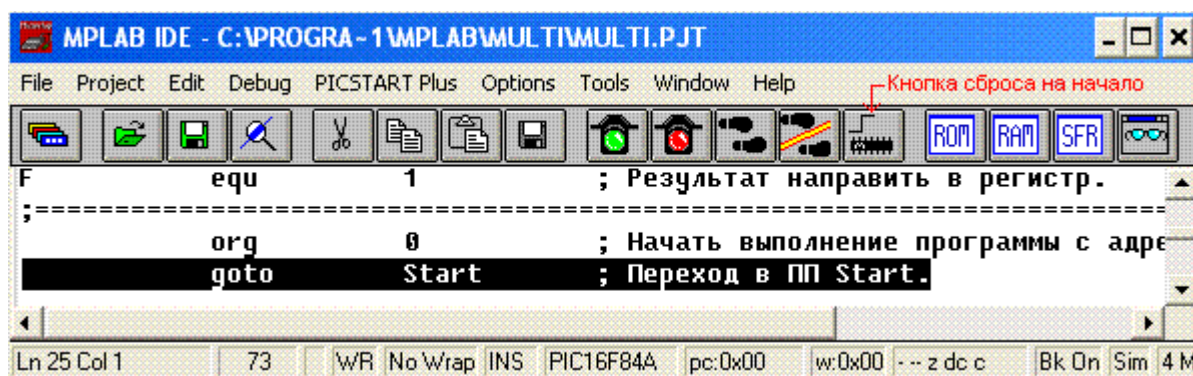 MPLAB IDE - C:\PROGRA~1\MPLAB\MULTI\MULTI.PJT
File Project Edit Debug PICSTART Plus Options Tools Window Help Кнопка сброса на начало
ROM RAM SFR
F equ 1 ; Результат направить в регистр.
;=====================================================================
org 0 ; Начать выполнение программы с адре
goto Start ; Переход в ПП Start.
Ln 25 Col 1 73 WR No Wrap INS PIC16F84A pc:0x00 w:0x00 - -- z dc c Bk On Sim 4 M